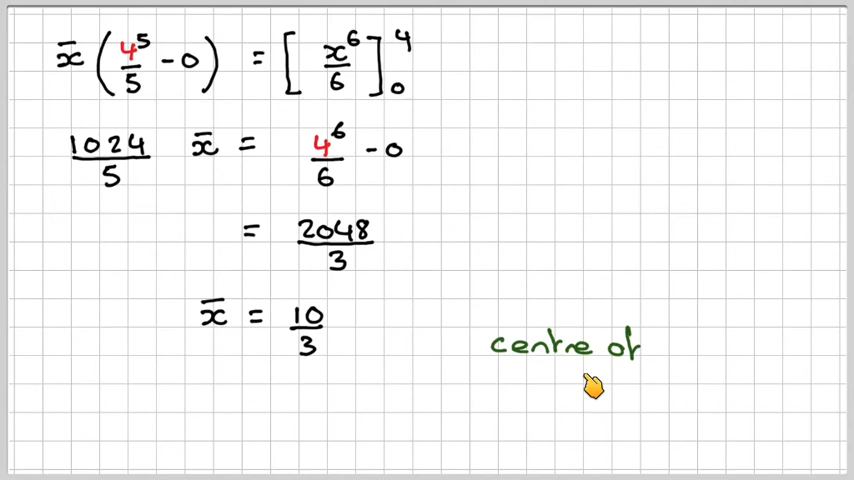 x̄ (4⁵/5 - 0) = [x⁶/6]₀⁴
1024/5 x̄ = 4⁶/6 - 0
= 2048/3
x̄ = 10/3
centre of